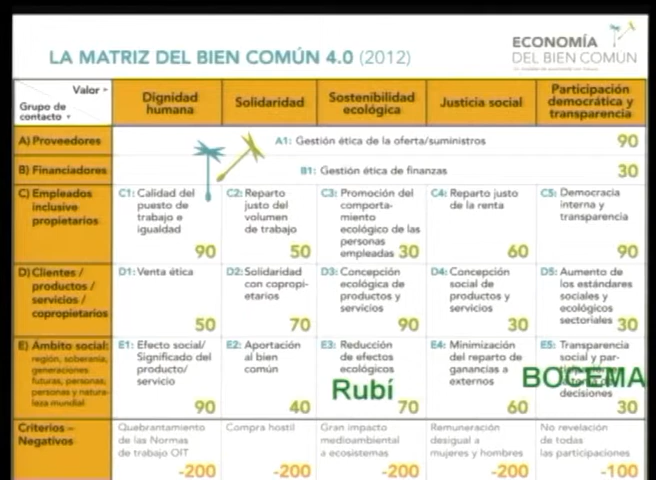 LA MATRIZ DEL BIEN COMÚN 4.0 (2012)
ECONOMÍA
DEL BIEN COMÚN
Valor
Grupo de
contacto
Dignidad
humana
Solidaridad
Sostenibilidad
ecológica
Justicia social
Participación
democrática y
transparencia
A) Proveedores
A1: Gestión ética de la oferta/suministros
90
B) Financiadores
B1: Gestión ética de finanzas
30
C) Empleados
inclusive
propietarios
C1: Calidad del
puesto de
trabajo e
igualdad
90
C2: Reparto
justo del
volumen
de trabajo
50
C3: Promoción del
comporta-
miento
ecológico de las
personas
empleadas 30
C4: Reparto justo
de la renta
60
C5: Democracia
interna y
transparencia
90
D) Clientes /
productos /
servicios /
copropietarios
D1: Venta ética
50
D2: Solidaridad
con copropi-
etarios
70
D3: Concepción
ecológica de
productos y
servicios
90
D4: Concepción
social de
productos y
servicios
30
D5: Aumento de
los estándares
sociales y
ecológicos
sectoriales 30
E) Ámbito social:
región, soberanía,
generaciones
futuras, personas,
personas y natura-
leza mundial
E1: Efecto social/
Significado del
producto/
servicio
90
E2: Aportación
al bien
común
40
E3: Reducción
de efectos
ecológicos
Rubí
70
E4: Minimización
del reparto de
ganancias a
externos
60
E5: Transparencia
social y par-
BOCEMA
decisiones
30
Criterios –
Negativos
Quebrantamiento
de las Normas
de trabajo OIT
-200
Compra hostil
-200
Gran impacto
medioambiental
a ecosistemas
-200
Remuneración
desigual a
mujeres y hombres
-200
No revelación
de todas
las participaciones
-100